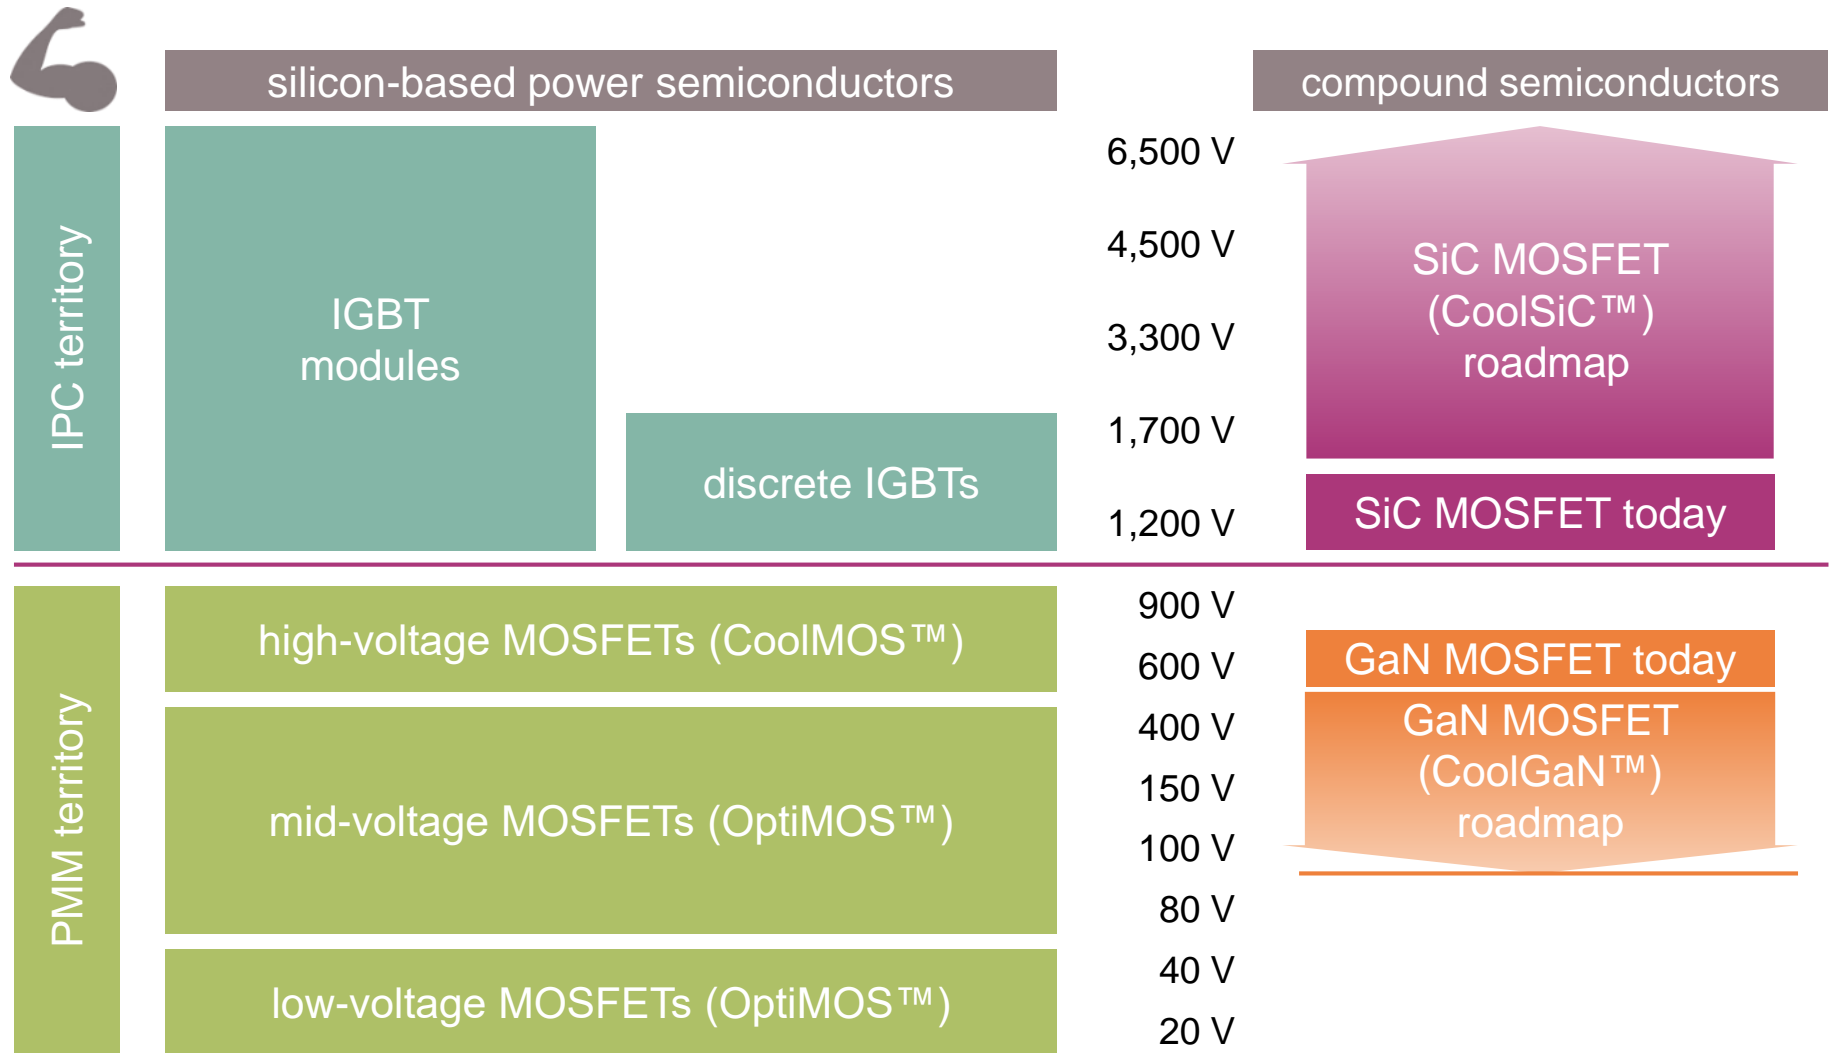 silicon-based power semiconductors
compound semiconductors
IPC territory
IGBT
modules
discrete IGBTs
6,500 V
4,500 V
3,300 V
1,700 V
1,200 V
SiC MOSFET
(CoolSiC™)
roadmap
SiC MOSFET today
PMM territory
high-voltage MOSFETs (CoolMOS™)
mid-voltage MOSFETs (OptiMOS™)
low-voltage MOSFETs (OptiMOS™)
900 V
600 V
400 V
150 V
100 V
80 V
40 V
20 V
GaN MOSFET today
GaN MOSFET
(CoolGaN™)
roadmap